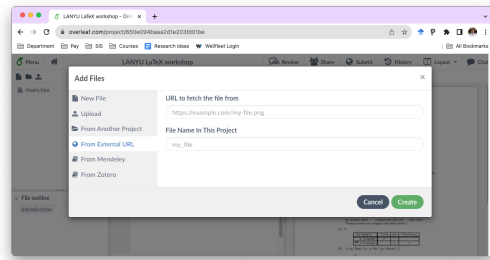 LANYU LaTeX workshop - Onl
overleaf.com/project/650e094baaa2d1e203fd01be
Department
Pay
SIS
Courses
Research ideas
Wellfleet Login
All Bookmarks
Menu
LANYU LaTeX workshop
Review
Share
Submit
History
Layout
Chat
main.tex
File outline
Introduction
Add Files
New File
Upload
From Another Project
From External URL
From Mendeley
From Zotero
URL to fetch the file from
https://example.com/my-file.png
File Name In This Project
my_file
Cancel
Create